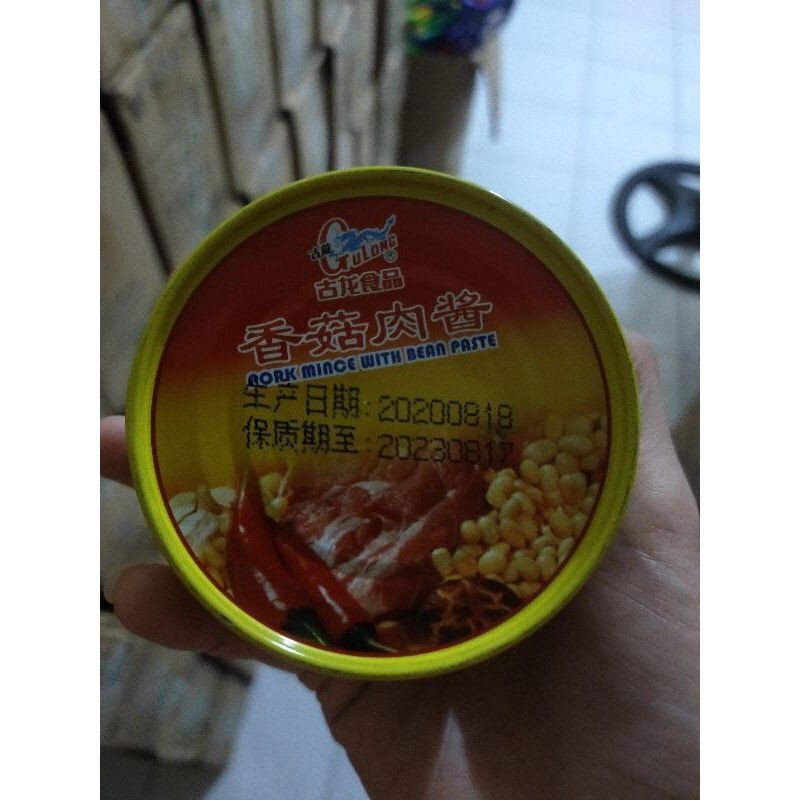 古龍 GULONG®
古龙食品
香菇肉酱
PORK MINCE WITH BEAN PASTE
生产日期:20200818
保质期至:20230817